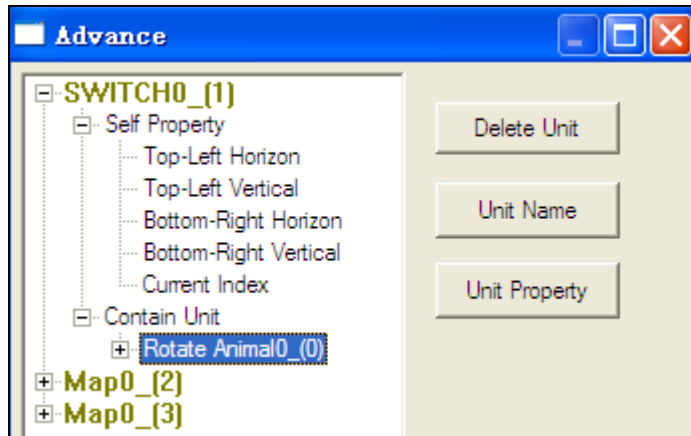 Advance
SWITCH0_(1)
Self Property
Top-Left Horizon
Top-Left Vertical
Bottom-Right Horizon
Bottom-Right Vertical
Current Index
Contain Unit
Rotate Animal0_(0)
Map0_(2)
Map0_(3)
Delete Unit
Unit Name
Unit Property